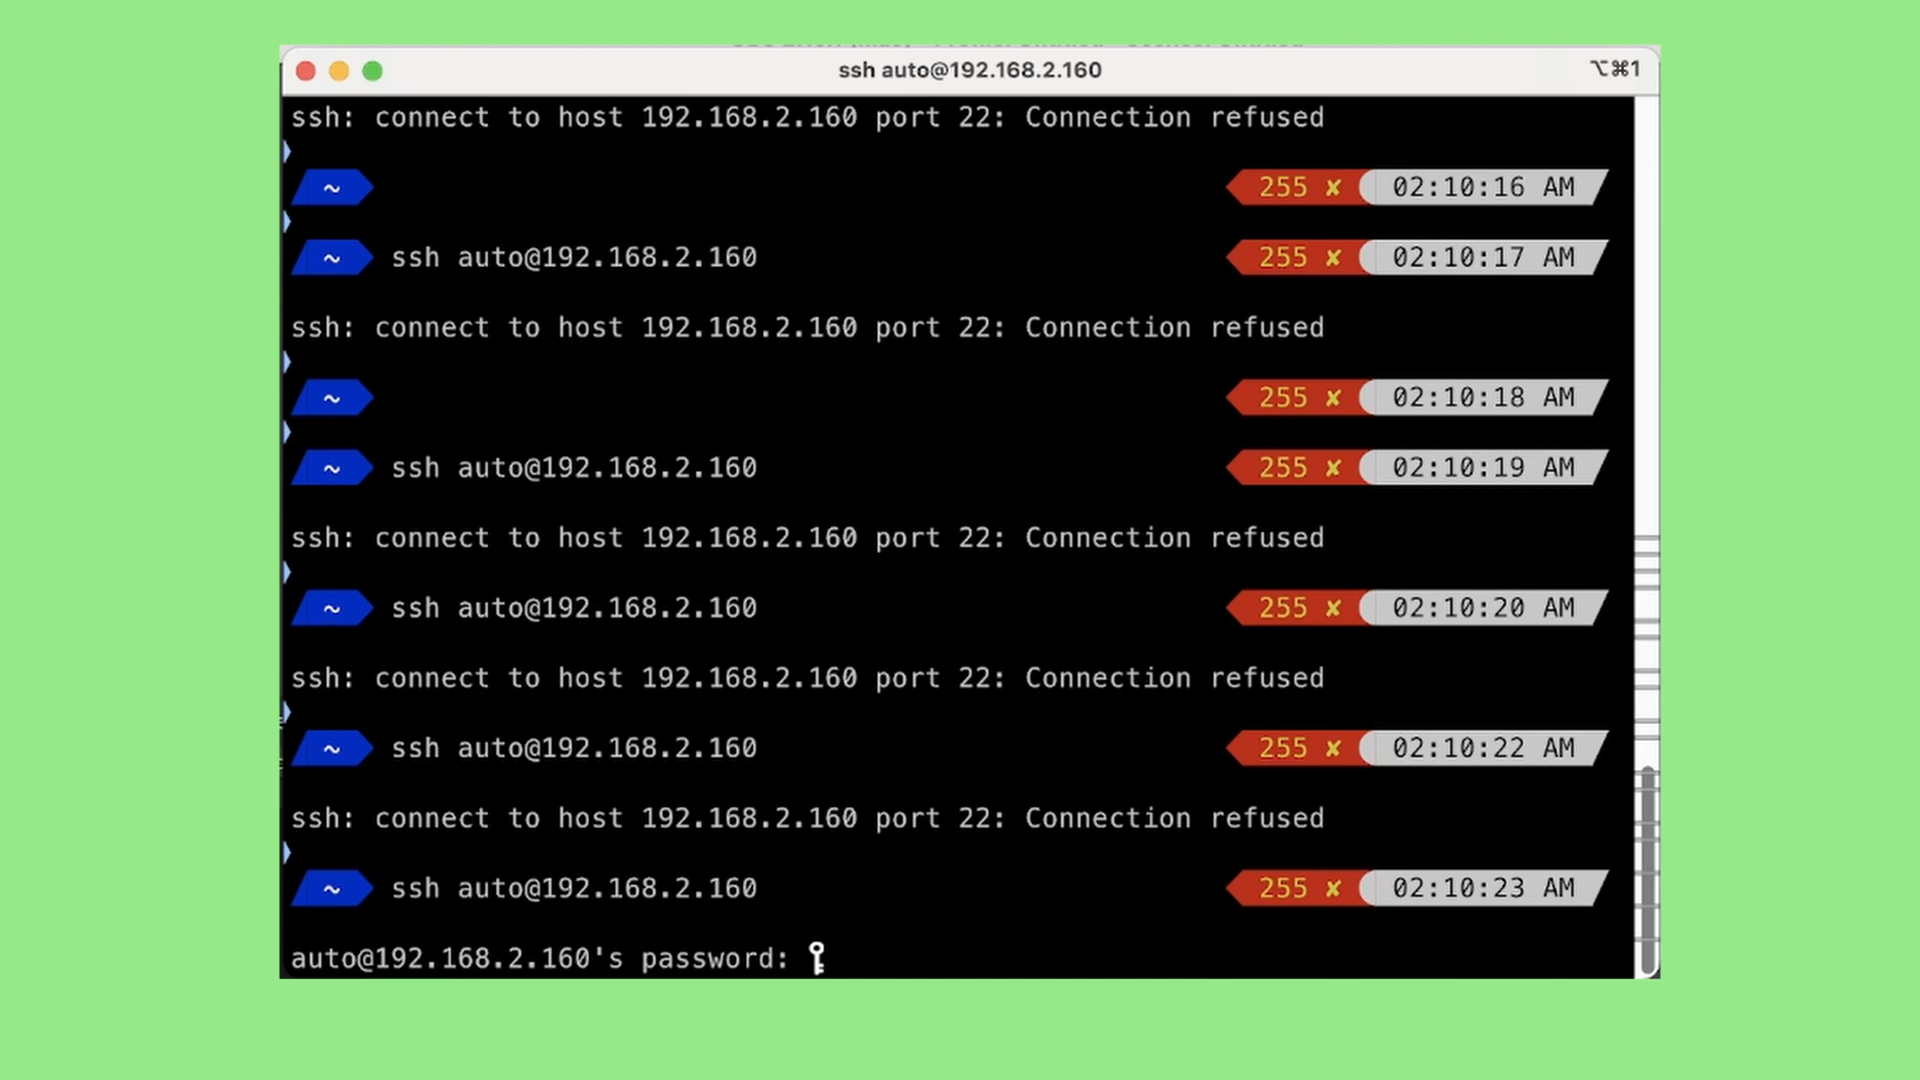 ssh auto@192.168.2.160
⌥⌘1
ssh: connect to host 192.168.2.160 port 22: Connection refused
~ 255 ✘ 02:10:16 AM
~ ssh auto@192.168.2.160 255 ✘ 02:10:17 AM
ssh: connect to host 192.168.2.160 port 22: Connection refused
~ 255 ✘ 02:10:18 AM
~ ssh auto@192.168.2.160 255 ✘ 02:10:19 AM
ssh: connect to host 192.168.2.160 port 22: Connection refused
~ ssh auto@192.168.2.160 255 ✘ 02:10:20 AM
ssh: connect to host 192.168.2.160 port 22: Connection refused
~ ssh auto@192.168.2.160 255 ✘ 02:10:22 AM
ssh: connect to host 192.168.2.160 port 22: Connection refused
~ ssh auto@192.168.2.160 255 ✘ 02:10:23 AM
auto@192.168.2.160's password: